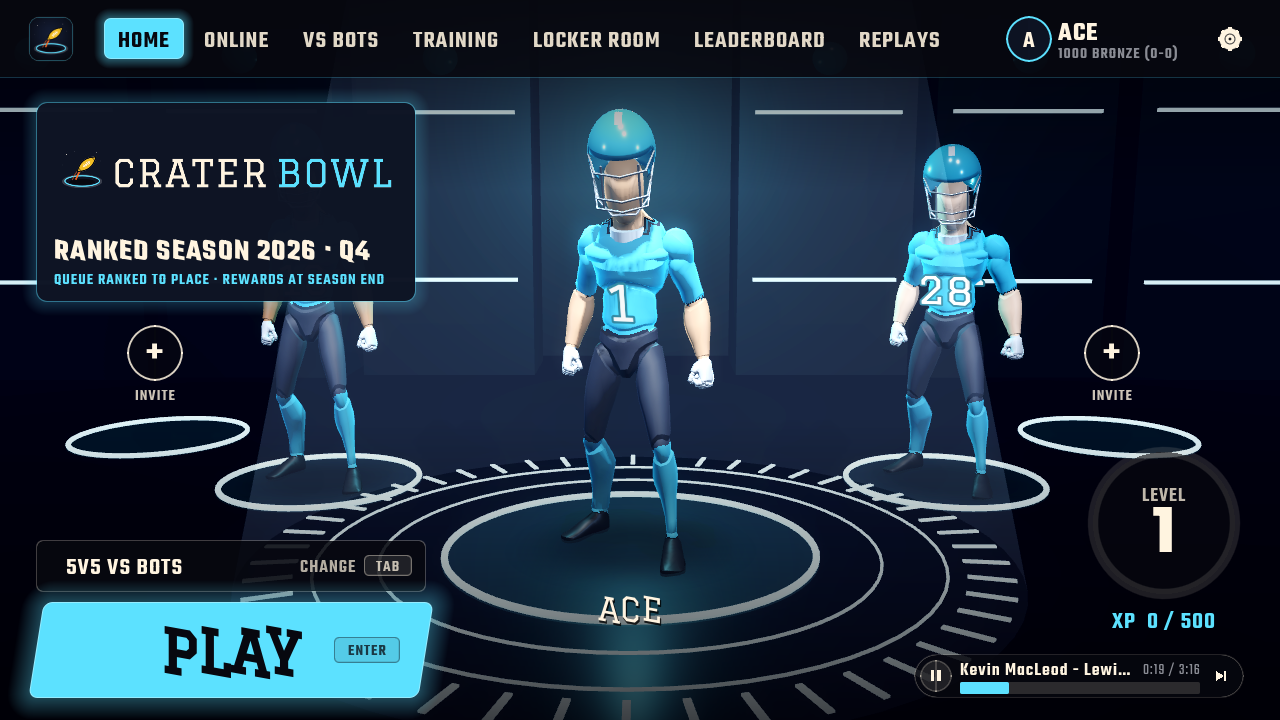 HOME
ONLINE
VS BOTS
TRAINING
LOCKER ROOM
LEADERBOARD
REPLAYS
A
ACE
1000 BRONZE (0-0)
CRATER BOWL
RANKED SEASON 2026 · Q4
QUEUE RANKED TO PLACE · REWARDS AT SEASON END
1
28
+
INVITE
+
INVITE
LEVEL
1
XP 0 / 500
5V5 VS BOTS
CHANGE TAB
PLAY
ENTER
ACE
Kevin MacLeod - Lewi...
0:19 / 3:16